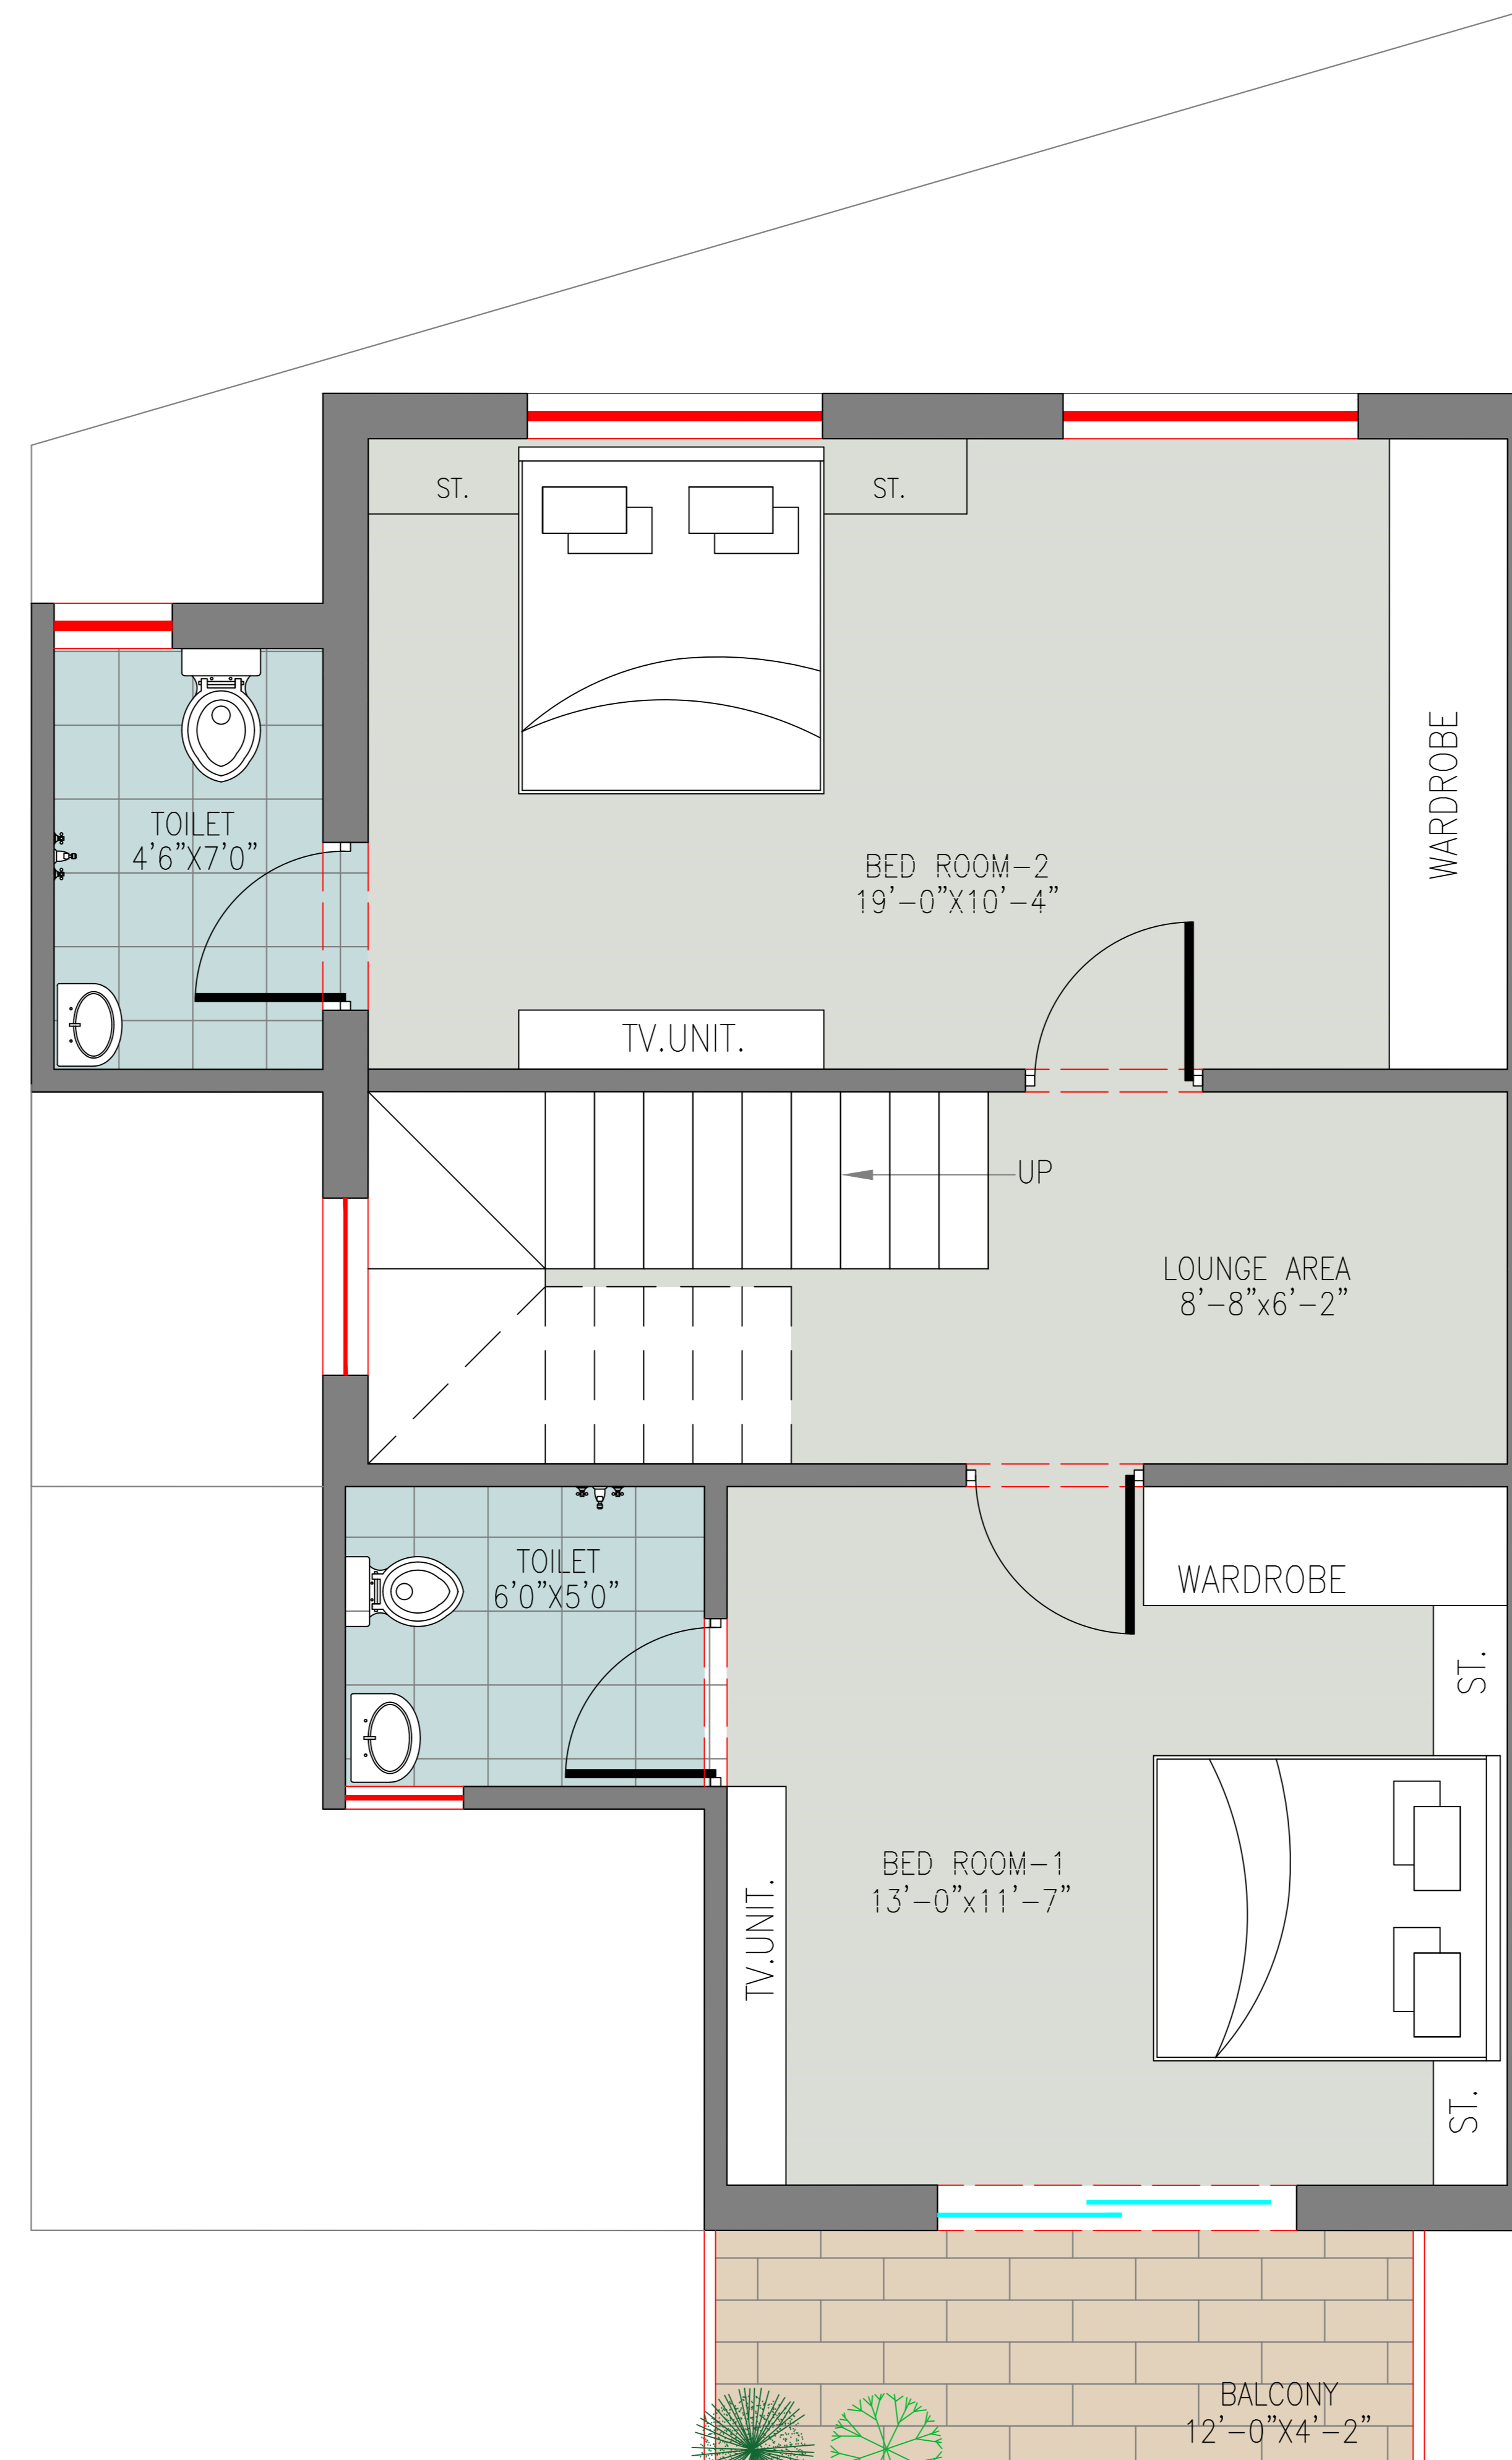 ST.
ST.
WARDROBE
TOILET
4'6"X7'0"
BED ROOM-2
19'-0"X10'-4"
TV.UNIT.
UP
LOUNGE AREA
8'-8"x6'-2"
TOILET
6'0"X5'0"
WARDROBE
ST.
BED ROOM-1
13'-0"x11'-7"
TV.UNIT.
ST.
BALCONY
12'-0"X4'-2"